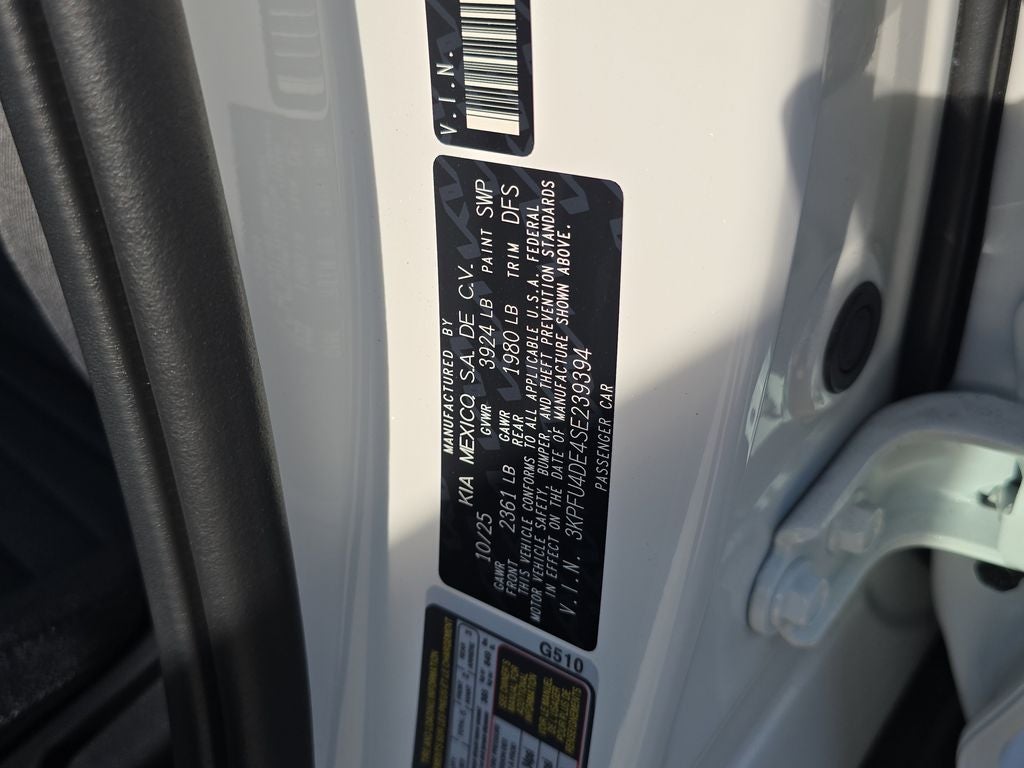 V.I.N.
MANUFACTURED BY
10/25 KIA MEXICO, S.A. DE C.V.
GVWR 3924 LB PAINT SWP
GAWR FRONT 2361 LB GAWR REAR 1980 LB TRIM DFS
THIS VEHICLE CONFORMS TO ALL APPLICABLE U.S.A. FEDERAL
MOTOR VEHICLE SAFETY, BUMPER, AND THEFT PREVENTION STANDARDS
IN EFFECT ON THE DATE OF MANUFACTURE SHOWN ABOVE.
V.I.N. 3KPFU4DE4SE239394
PASSENGER CAR
G510